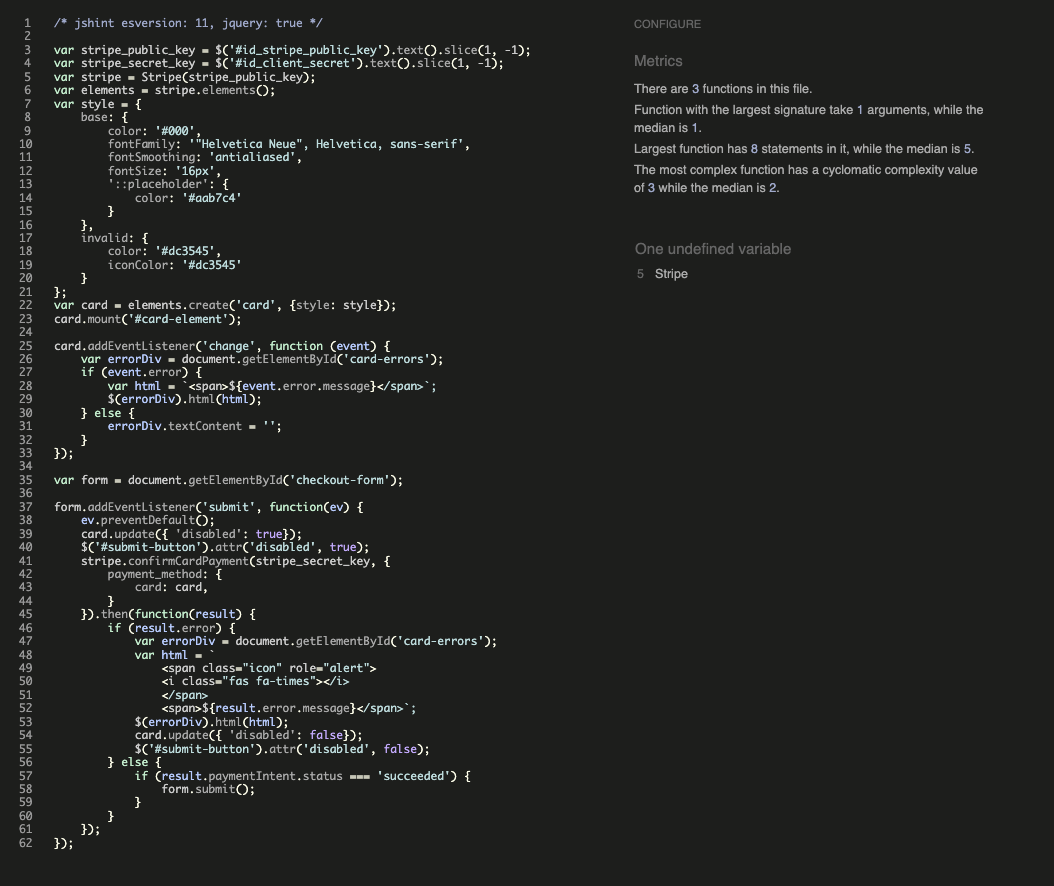 1 /* jshint esversion: 11, jquery: true */
2
3 var stripe_public_key = $('#id_stripe_public_key').text().slice(1, -1);
4 var stripe_secret_key = $('#id_client_secret').text().slice(1, -1);
5 var stripe = Stripe(stripe_public_key);
6 var elements = stripe.elements();
7 var style = {
8     base: {
9         color: '#000',
10         fontFamily: '"Helvetica Neue", Helvetica, sans-serif',
11         fontSmoothing: 'antialiased',
12         fontSize: '16px',
13         '::placeholder': {
14             color: '#aab7c4'
15         }
16     },
17     invalid: {
18         color: '#dc3545',
19         iconColor: '#dc3545'
20     }
21 };
22 var card = elements.create('card', {style: style});
23 card.mount('#card-element');
24
25 card.addEventListener('change', function (event) {
26     var errorDiv = document.getElementById('card-errors');
27     if (event.error) {
28         var html = `<span>${event.error.message}</span>`;
29         $(errorDiv).html(html);
30     } else {
31         errorDiv.textContent = '';
32     }
33 });
34
35 var form = document.getElementById('checkout-form');
36
37 form.addEventListener('submit', function(ev) {
38     ev.preventDefault();
39     card.update({ 'disabled': true});
40     $('#submit-button').attr('disabled', true);
41     stripe.confirmCardPayment(stripe_secret_key, {
42         payment_method: {
43             card: card,
44         }
45     }).then(function(result) {
46         if (result.error) {
47             var errorDiv = document.getElementById('card-errors');
48             var html = `
49                 <span class="icon" role="alert">
50                 <i class="fas fa-times"></i>
51                 </span>
52                 <span>${result.error.message}</span>`;
53             $(errorDiv).html(html);
54             card.update({ 'disabled': false});
55             $('#submit-button').attr('disabled', false);
56         } else {
57             if (result.paymentIntent.status === 'succeeded') {
58                 form.submit();
59             }
60         }
61     });
62 });
CONFIGURE
Metrics
There are 3 functions in this file.
Function with the largest signature take 1 arguments, while the
median is 1.
Largest function has 8 statements in it, while the median is 5.
The most complex function has a cyclomatic complexity value
of 3 while the median is 2.
One undefined variable
5 Stripe